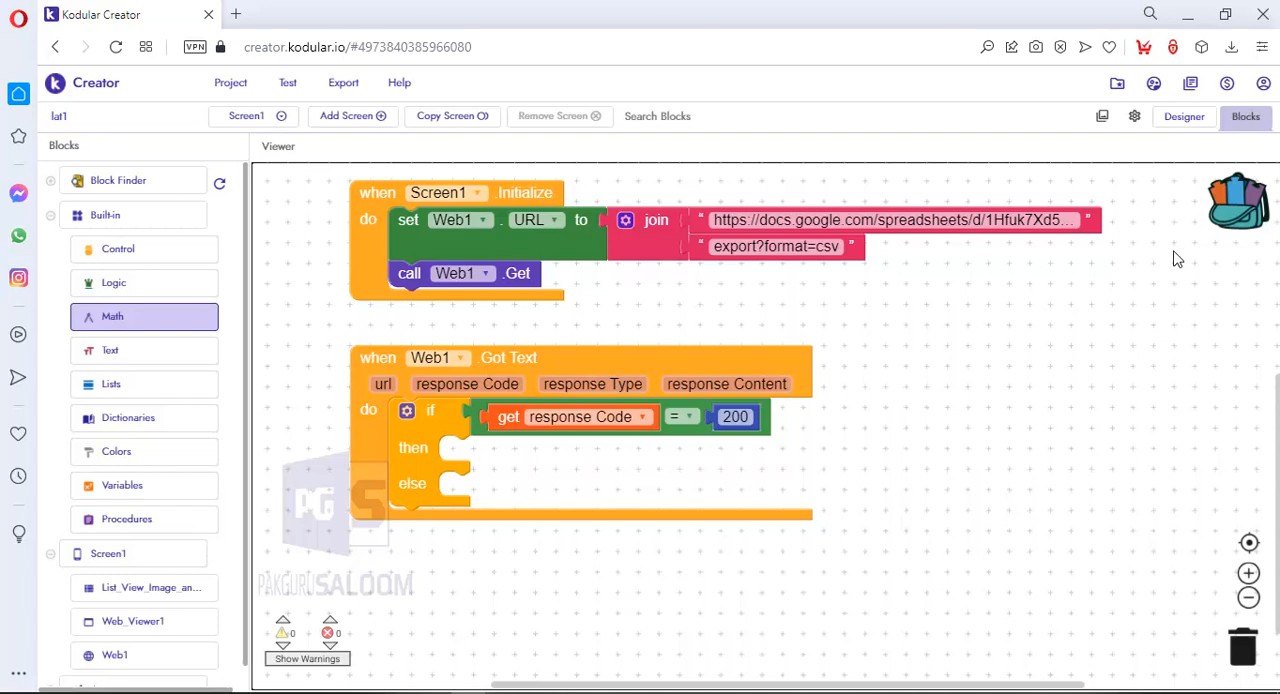 Kodular Creator
VPN
creator.kodular.io/#4973840385966080
Creator
Project
Test
Export
Help
lat1
Screen1
Add Screen
Copy Screen
Remove Screen
Search Blocks
Designer
Blocks
Blocks
Viewer
Block Finder
Built-in
Control
Logic
Math
Text
Lists
Dictionaries
Colors
Variables
Procedures
Screen1
List_View_Image_an...
Web_Viewer1
Web1
when Screen1 .Initialize
do set Web1 . URL to join “ https://docs.google.com/spreadsheets/d/1Hfuk7Xd5... ”
“ export?format=csv ”
call Web1 .Get
when Web1 .Got Text
url response Code response Type response Content
do if get response Code = 200
then
else
PG S
PAKGURUSALOOM
0 0
Show Warnings